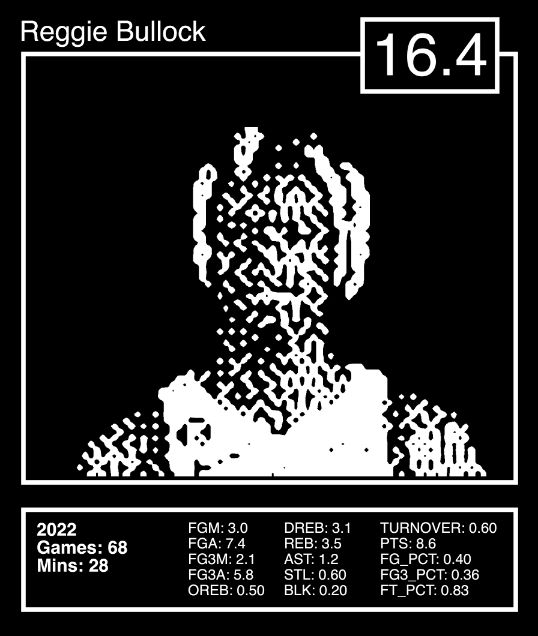 Reggie Bullock
16.4
2022
Games: 68
Mins: 28
FGM: 3.0
FGA: 7.4
FG3M: 2.1
FG3A: 5.8
OREB: 0.50
DREB: 3.1
REB: 3.5
AST: 1.2
STL: 0.60
BLK: 0.20
TURNOVER: 0.60
PTS: 8.6
FG_PCT: 0.40
FG3_PCT: 0.36
FT_PCT: 0.83